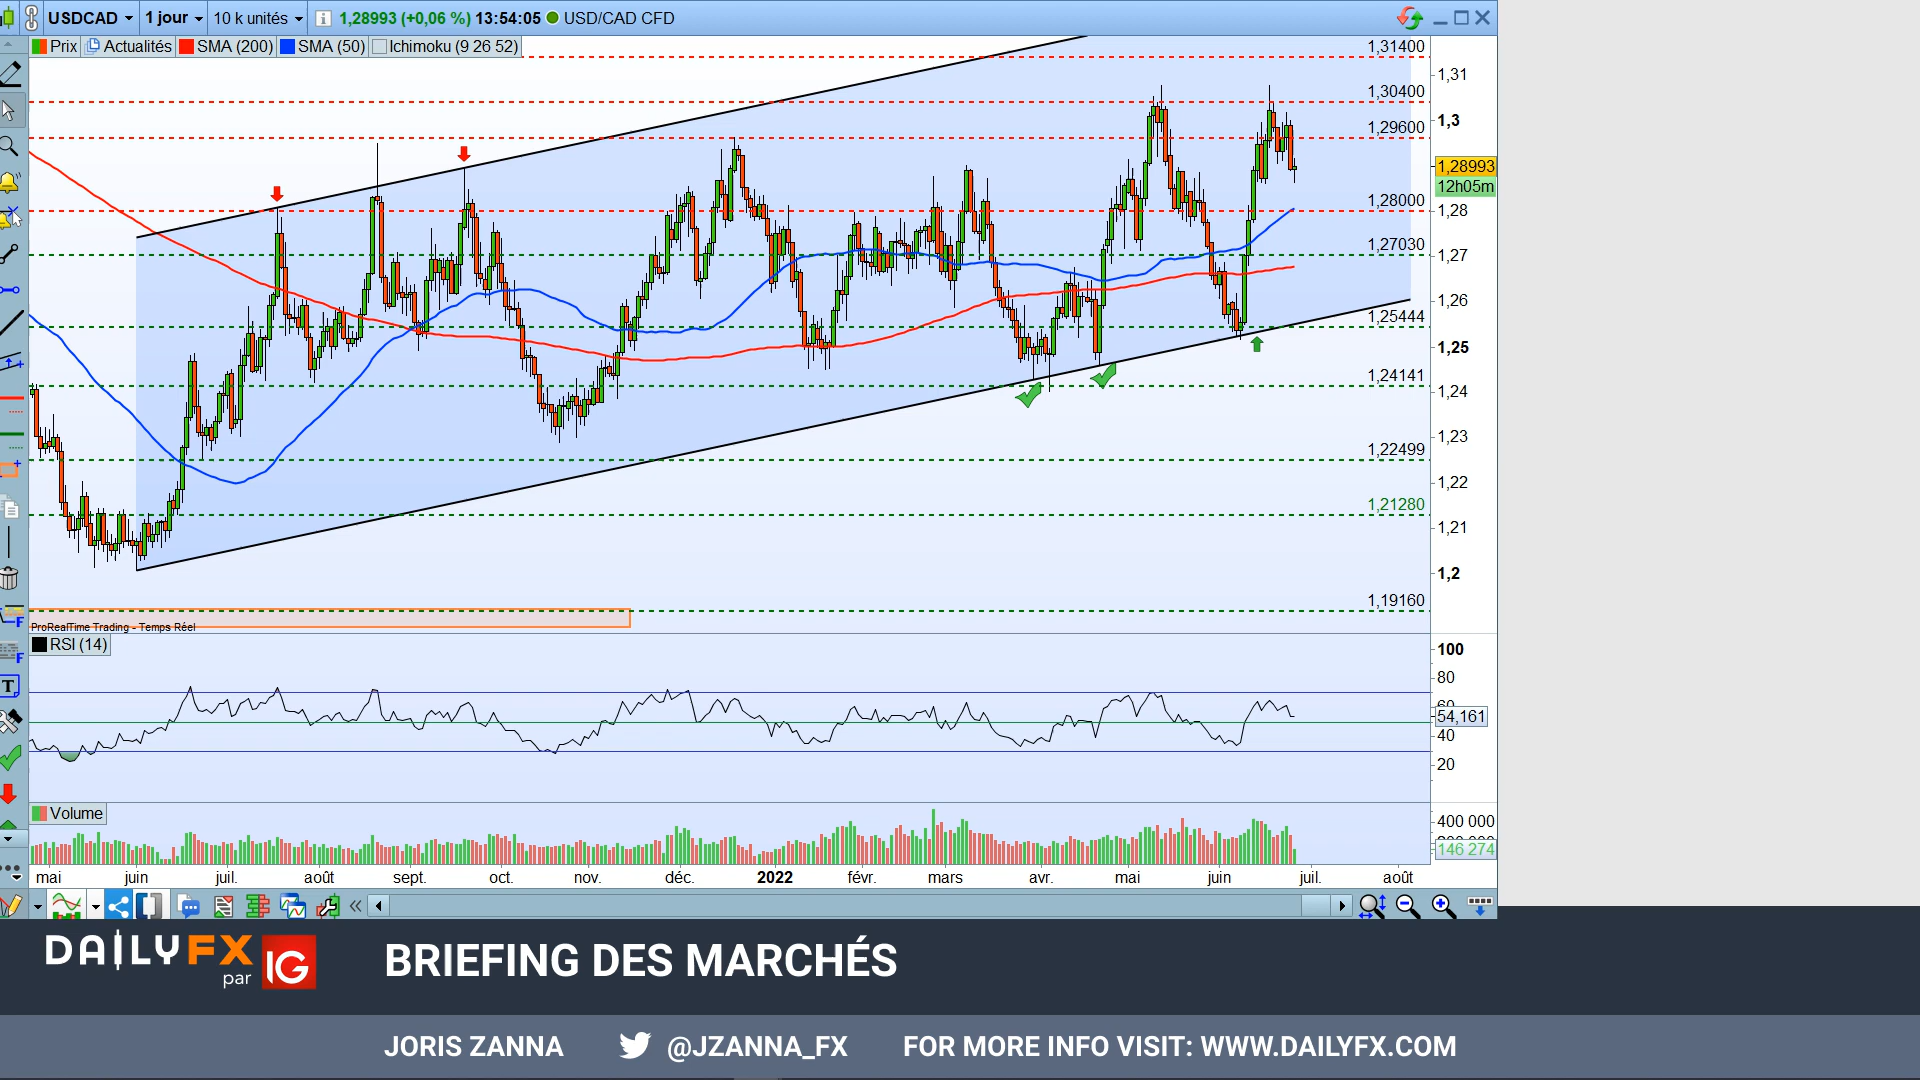 USDCAD 1 jour 10 k unités 1,28993 (+0,06 %) 13:54:05 USD/CAD CFD
Prix Actualités SMA (200) SMA (50) Ichimoku (9 26 52)
1,31400
1,31
1,30400
1,3
1,29600
1,28993
12h05m
1,28000
1,28
1,27030
1,27
1,26
1,25444
1,25
1,24141
1,24
1,23
1,22499
1,22
1,21280
1,21
1,2
1,19160
ProRealTime Trading - Temps Réel
RSI (14)
100
80
60
54,161
40
20
Volume
400 000
146 274
mai juin juil. août sept. oct. nov. déc. 2022 févr. mars avr. mai juin juil. août
DAILYFX
par IG
BRIEFING DES MARCHÉS
JORIS ZANNA @JZANNA_FX FOR MORE INFO VISIT: WWW.DAILYFX.COM